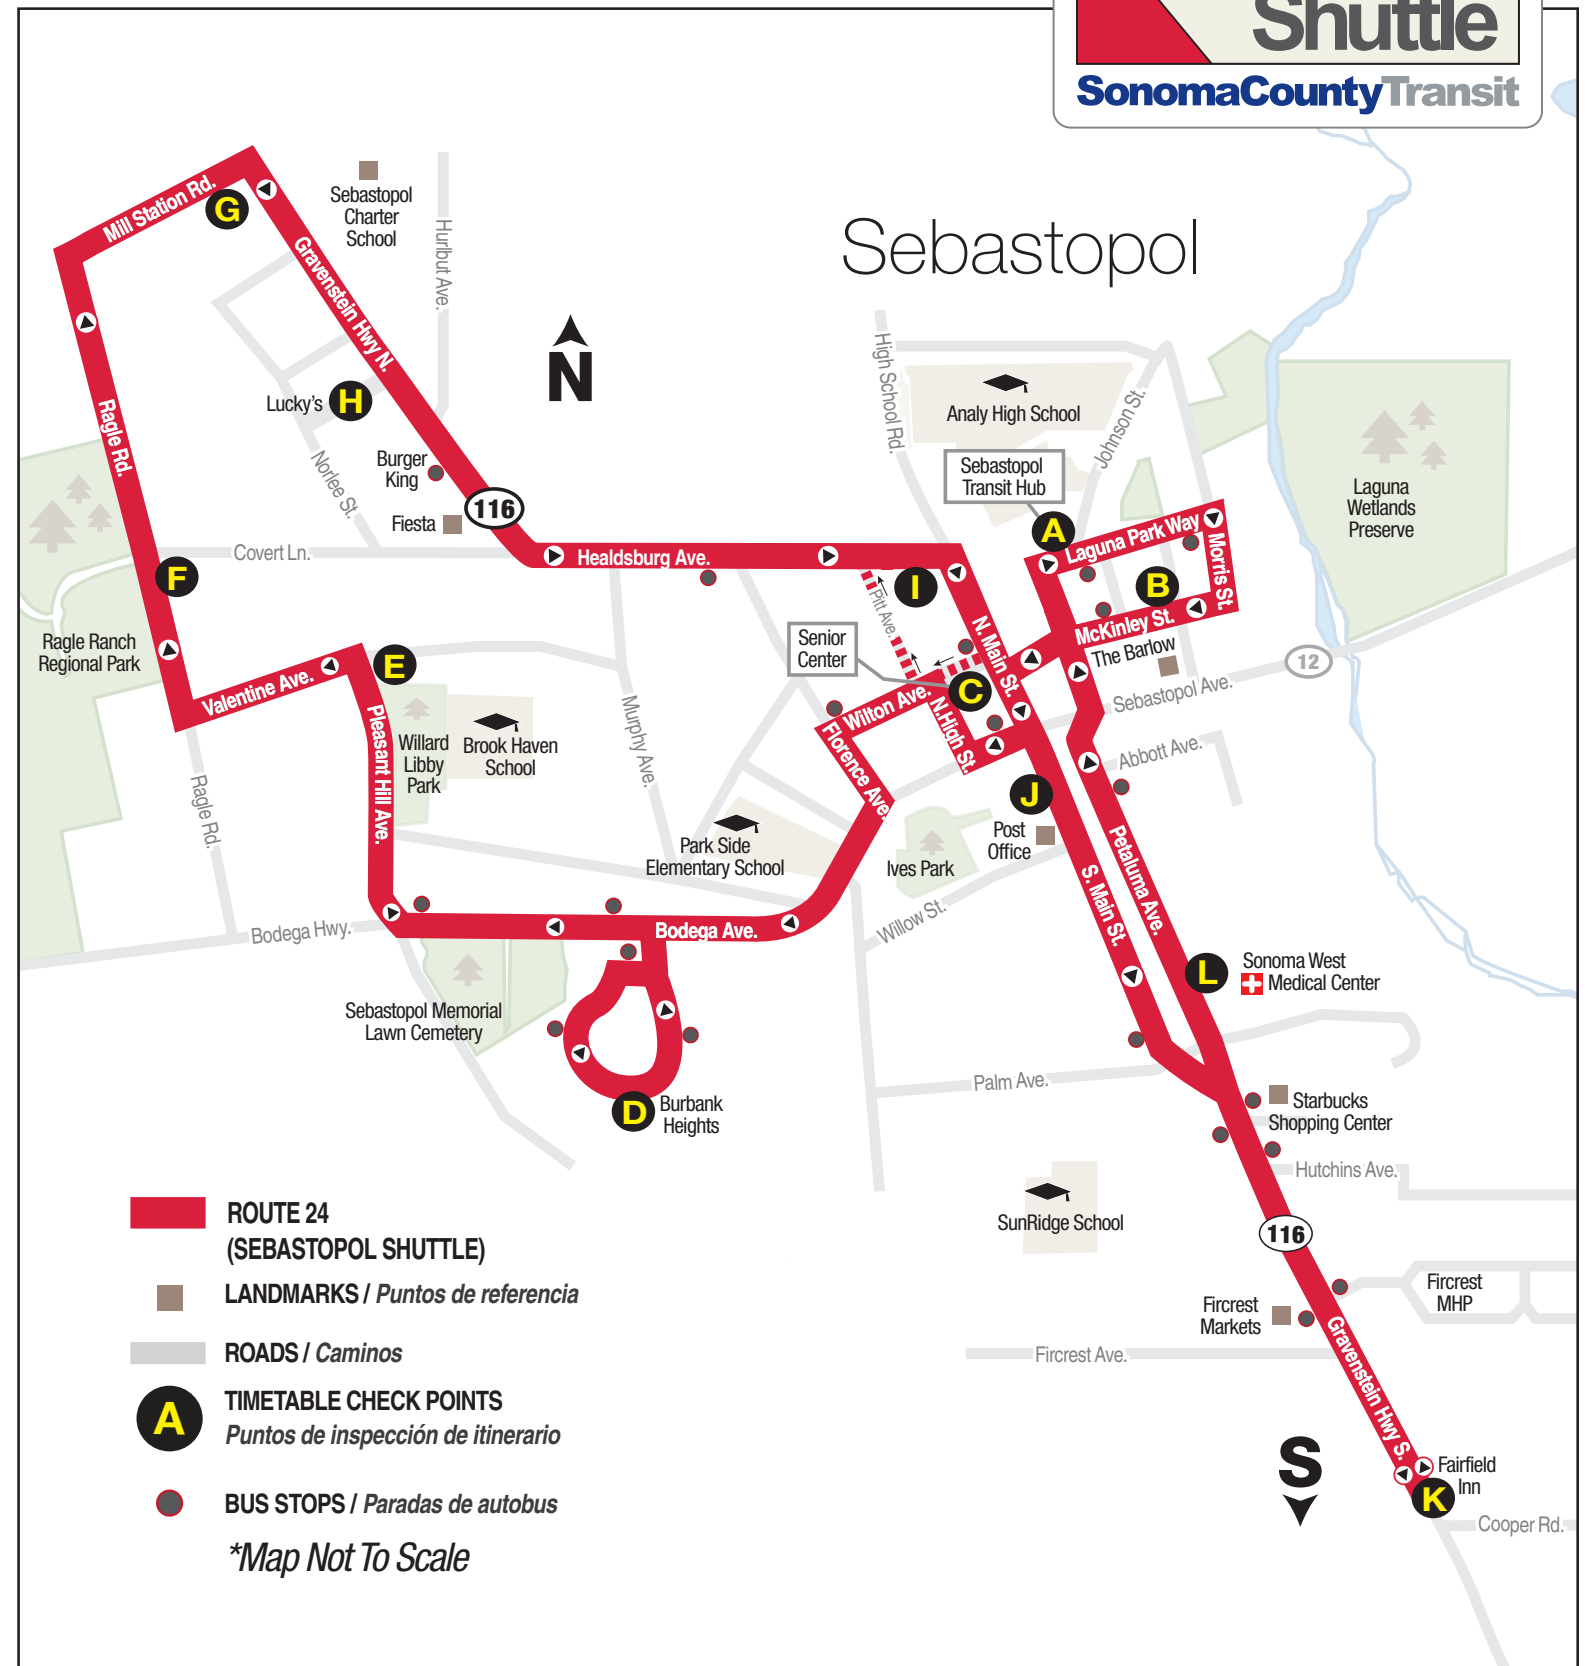 Shuttle
SonomaCountyTransit
Sebastopol
Mill Station Rd.
G
Sebastopol
Charter
School
Hurlbut Ave.
Gravenstein Hwy N.
N
High School Rd.
Analy High School
Johnson St.
Lucky's
H
Ragle Rd.
Norlee St.
Burger
King
116
Fiesta
Sebastopol
Transit Hub
Laguna
Wetlands
Preserve
A
Laguna Park Way
Morris St.
Covert Ln.
Healdsburg Ave.
F
I
B
Pitt Ave.
McKinley St.
N. Main St.
Ragle Ranch
Regional Park
Senior
Center
The Barlow
12
E
C
Sebastopol Ave.
Valentine Ave.
Wilton Ave.
N.High St.
Pleasant Hill Ave.
Willard
Libby
Park
Brook Haven
School
Murphy Ave.
Florence Ave.
Abbott Ave.
Ragle Rd.
J
Post
Office
Park Side
Elementary School
Ives Park
Petaluma Ave.
S. Main St.
Willow St.
Bodega Hwy.
Bodega Ave.
L
Sonoma West
Medical Center
Sebastopol Memorial
Lawn Cemetery
D
Burbank
Heights
Palm Ave.
Starbucks
Shopping Center
Hutchins Ave.
SunRidge School
116
Fircrest
MHP
Fircrest
Markets
Gravenstein Hwy S.
Fircrest Ave.
S
Fairfield
Inn
K
Cooper Rd.
ROUTE 24
(SEBASTOPOL SHUTTLE)
LANDMARKS / Puntos de referencia
ROADS / Caminos
A
TIMETABLE CHECK POINTS
Puntos de inspección de itinerario
BUS STOPS / Paradas de autobus
*Map Not To Scale